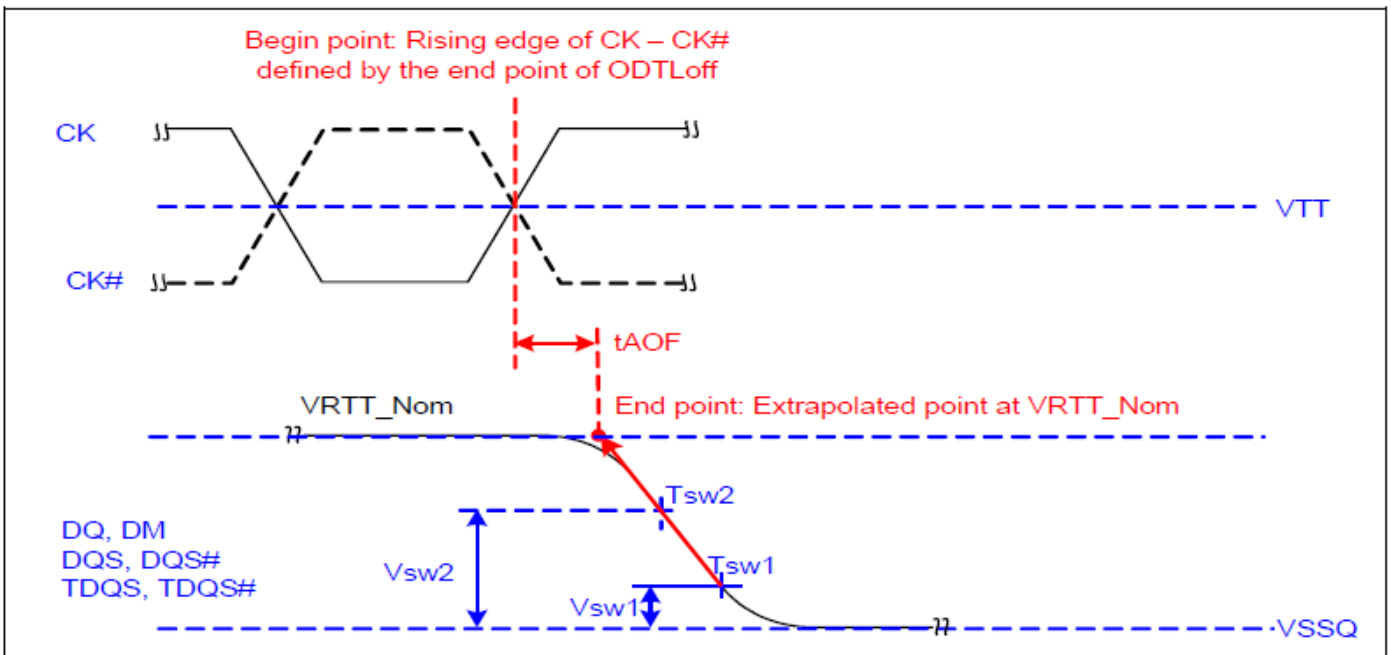 Begin point: Rising edge of CK – CK#
defined by the end point of ODTLoff
CK
VTT
CK#
tAOF
VRTT_Nom
End point: Extrapolated point at VRTT_Nom
Tsw2
DQ, DM
DQS, DQS#
TDQS, TDQS#
Vsw2
Tsw1
Vsw1
VSSQ